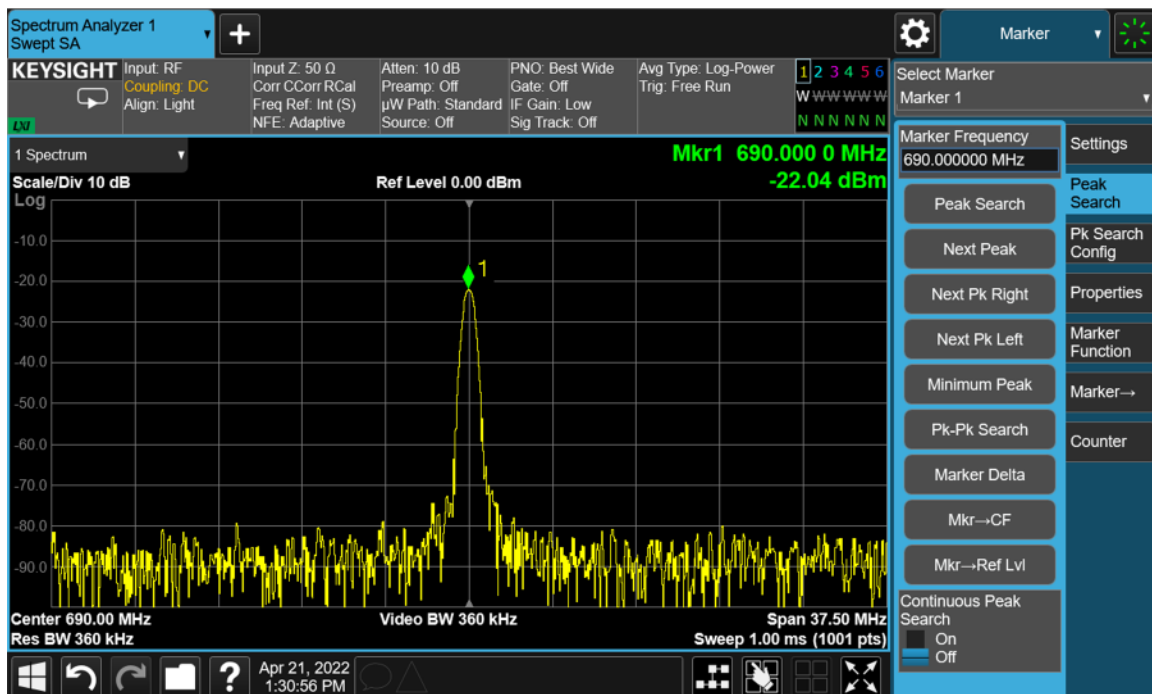 Spectrum Analyzer 1
Swept SA
Marker
KEYSIGHT
LXI
Input: RF
Coupling: DC
Align: Light
Input Z: 50 Ω
Corr CCorr RCal
Freq Ref: Int (S)
NFE: Adaptive
Atten: 10 dB
Preamp: Off
µW Path: Standard
Source: Off
PNO: Best Wide
Gate: Off
IF Gain: Low
Sig Track: Off
Avg Type: Log-Power
Trig: Free Run
1 2 3 4 5 6
W W W W W W
N N N N N N
Select Marker
Marker 1
1 Spectrum
Mkr1 690.000 0 MHz
-22.04 dBm
Scale/Div 10 dB
Ref Level 0.00 dBm
Log
-10.0
-20.0
-30.0
-40.0
-50.0
-60.0
-70.0
-80.0
-90.0
1
Center 690.00 MHz
Video BW 360 kHz
Span 37.50 MHz
Res BW 360 kHz
Sweep 1.00 ms (1001 pts)
Marker Frequency
690.000000 MHz
Peak Search
Next Peak
Next Pk Right
Next Pk Left
Minimum Peak
Pk-Pk Search
Marker Delta
Mkr→CF
Mkr→Ref Lvl
Continuous Peak
Search
On
Off
Settings
Peak
Search
Pk Search
Config
Properties
Marker
Function
Marker→
Counter
?
Apr 21, 2022
1:30:56 PM